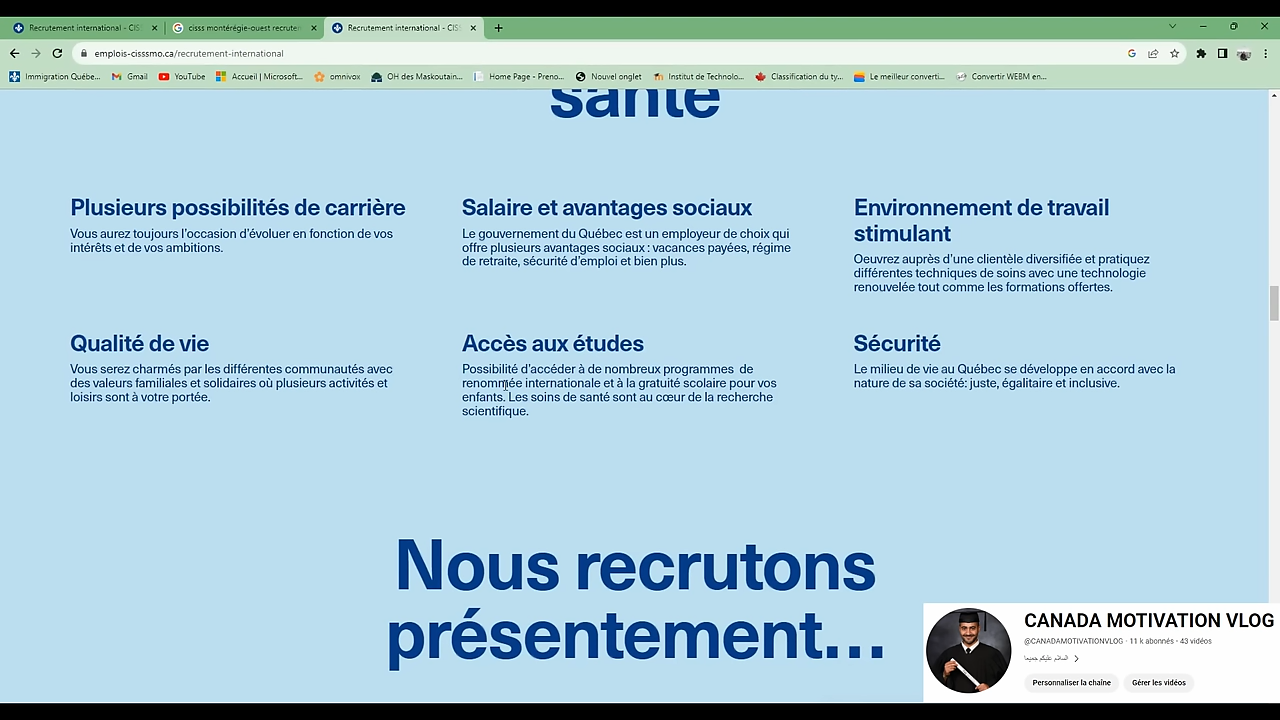 Recrutement international - CIS
cisss montérégie-ouest recrute
Recrutement international - CIS
emplois-cisssmo.ca/recrutement-international
Immigration Québe...
Gmail
YouTube
Accueil | Microsoft...
omnivox
OH des Maskoutain...
Home Page - Preno...
Nouvel onglet
Institut de Technolo...
Classification du ty...
Le meilleur converti...
Convertir WEBM en...
santé
Plusieurs possibilités de carrière
Vous aurez toujours l'occasion d'évoluer en fonction de vos
intérêts et de vos ambitions.
Salaire et avantages sociaux
Le gouvernement du Québec est un employeur de choix qui
offre plusieurs avantages sociaux : vacances payées, régime
de retraite, sécurité d'emploi et bien plus.
Environnement de travail
stimulant
Oeuvrez auprès d'une clientèle diversifiée et pratiquez
différentes techniques de soins avec une technologie
renouvelée tout comme les formations offertes.
Qualité de vie
Vous serez charmés par les différentes communautés avec
des valeurs familiales et solidaires où plusieurs activités et
loisirs sont à votre portée.
Accès aux études
Possibilité d'accéder à de nombreux programmes de
renommée internationale et à la gratuité scolaire pour vos
enfants. Les soins de santé sont au cœur de la recherche
scientifique.
Sécurité
Le milieu de vie au Québec se développe en accord avec la
nature de sa société: juste, égalitaire et inclusive.
Nous recrutons
présentement...
CANADA MOTIVATION VLOG
@CANADAMOTIVATIONVLOG · 11 k abonnés · 43 vidéos
السلام عليكم جميعا
Personnaliser la chaîne
Gérer les vidéos